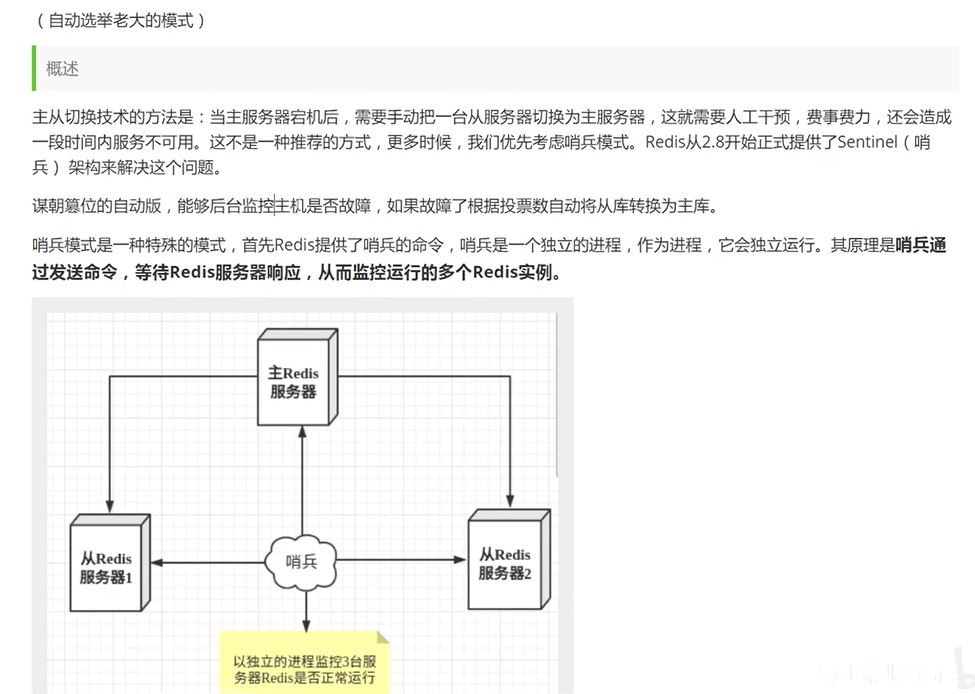 （自动选举老大的模式）
概述
主从切换技术的方法是：当主服务器宕机后，需要手动把一台从服务器切换为主服务器，这就需要人工干预，费事费力，还会造成
一段时间内服务不可用。这不是一种推荐的方式，更多时候，我们优先考虑哨兵模式。Redis从2.8开始正式提供了Sentinel（哨
兵） 架构来解决这个问题。
谋朝篡位的自动版，能够后台监控主机是否故障，如果故障了根据投票数自动将从库转换为主库。
哨兵模式是一种特殊的模式，首先Redis提供了哨兵的命令，哨兵是一个独立的进程，作为进程，它会独立运行。其原理是哨兵通
过发送命令，等待Redis服务器响应，从而监控运行的多个Redis实例。
主Redis
服务器
从Redis
服务器1
哨兵
从Redis
服务器2
以独立的进程监控3台服
务器Redis是否正常运行